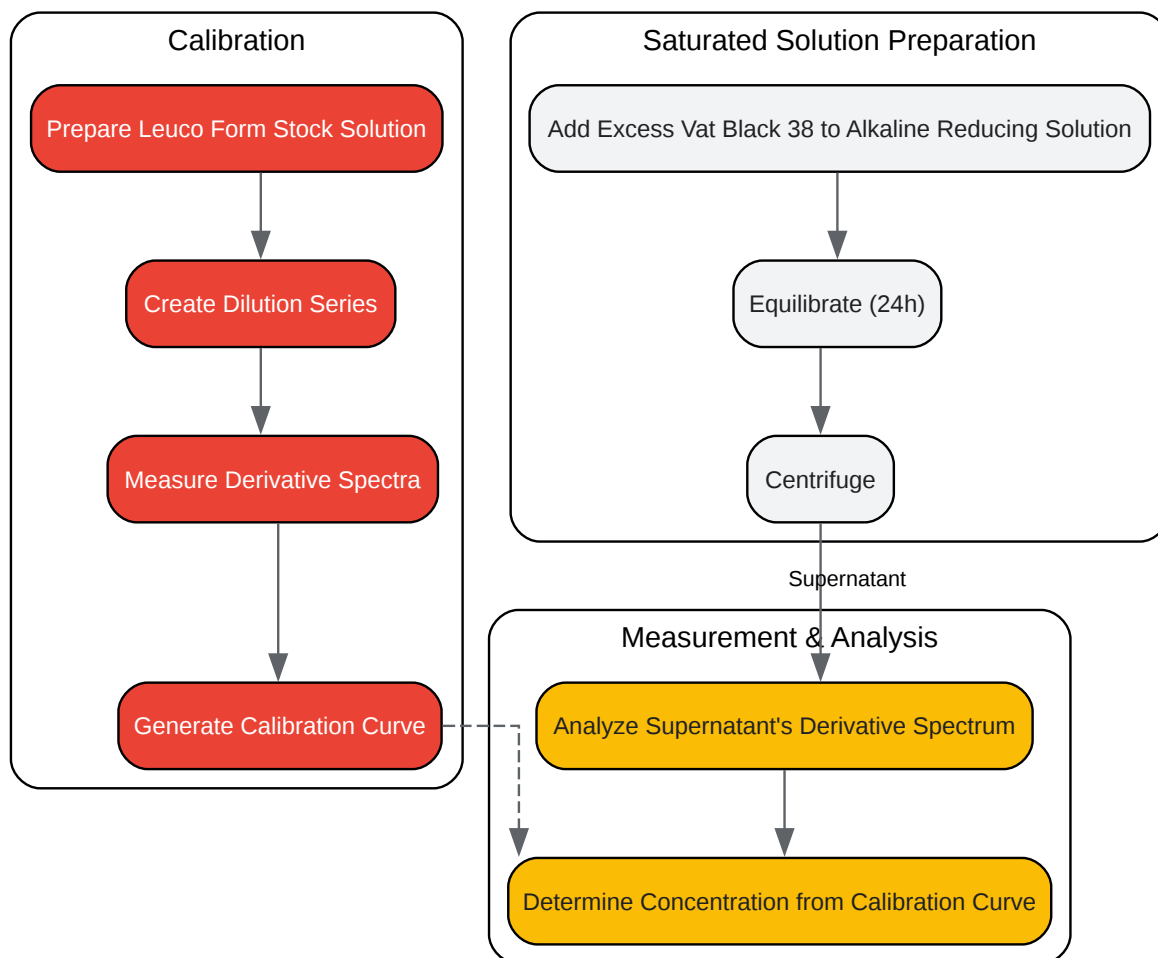 Calibration
Prepare Leuco Form Stock Solution
Create Dilution Series
Measure Derivative Spectra
Generate Calibration Curve
Saturated Solution Preparation
Add Excess Vat Black 38 to Alkaline Reducing Solution
Equilibrate (24h)
Centrifuge
Supernatant
Measurement & Analysis
Analyze Supernatant's Derivative Spectrum
Determine Concentration from Calibration Curve